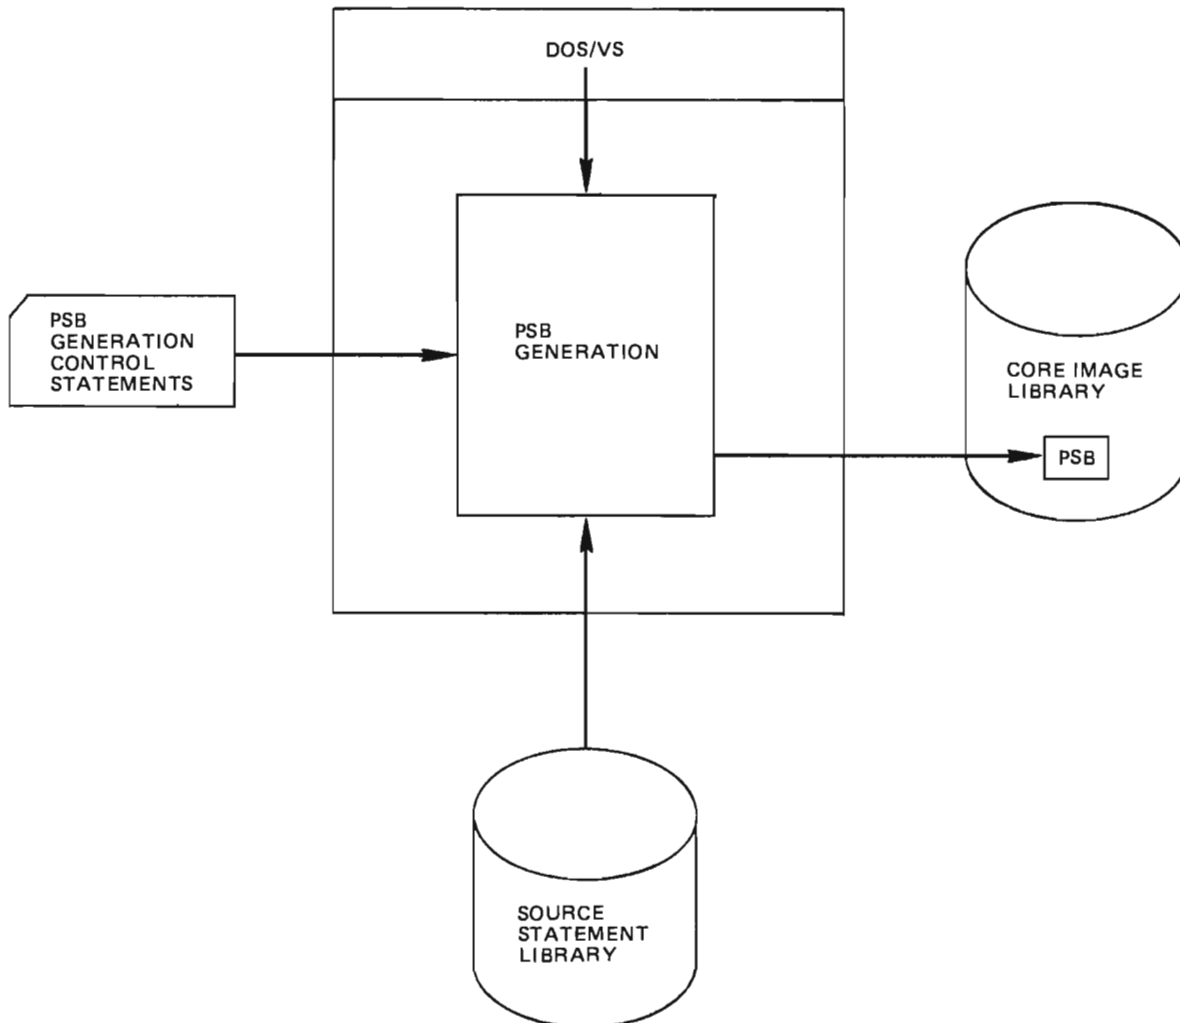 DOS/VS
PSB
GENERATION
CONTROL
STATEMENTS
PSB
GENERATION
CORE IMAGE
LIBRARY
PSB
SOURCE
STATEMENT
LIBRARY